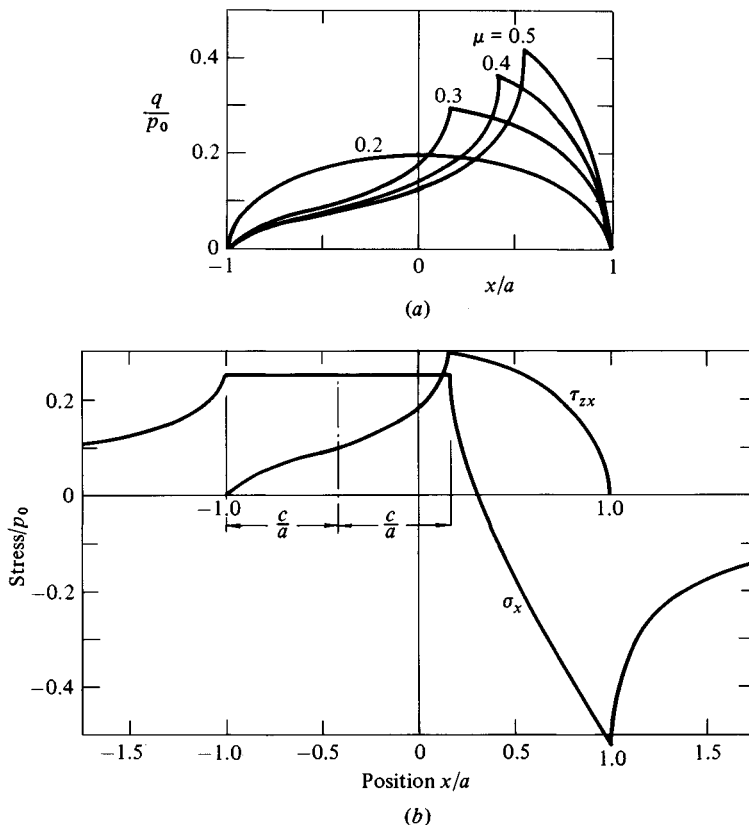 μ = 0.5
0.4
0.4
0.3
q/p₀
0.2
0.2
0
−1 0 1
x/a
(a)
0.2
τzx
0
−1.0 1.0
c/a c/a
Stress/p₀
−0.2
σx
−0.4
−1.5 −1.0 −0.5 0 0.5 1.0 1.5
Position x/a
(b)